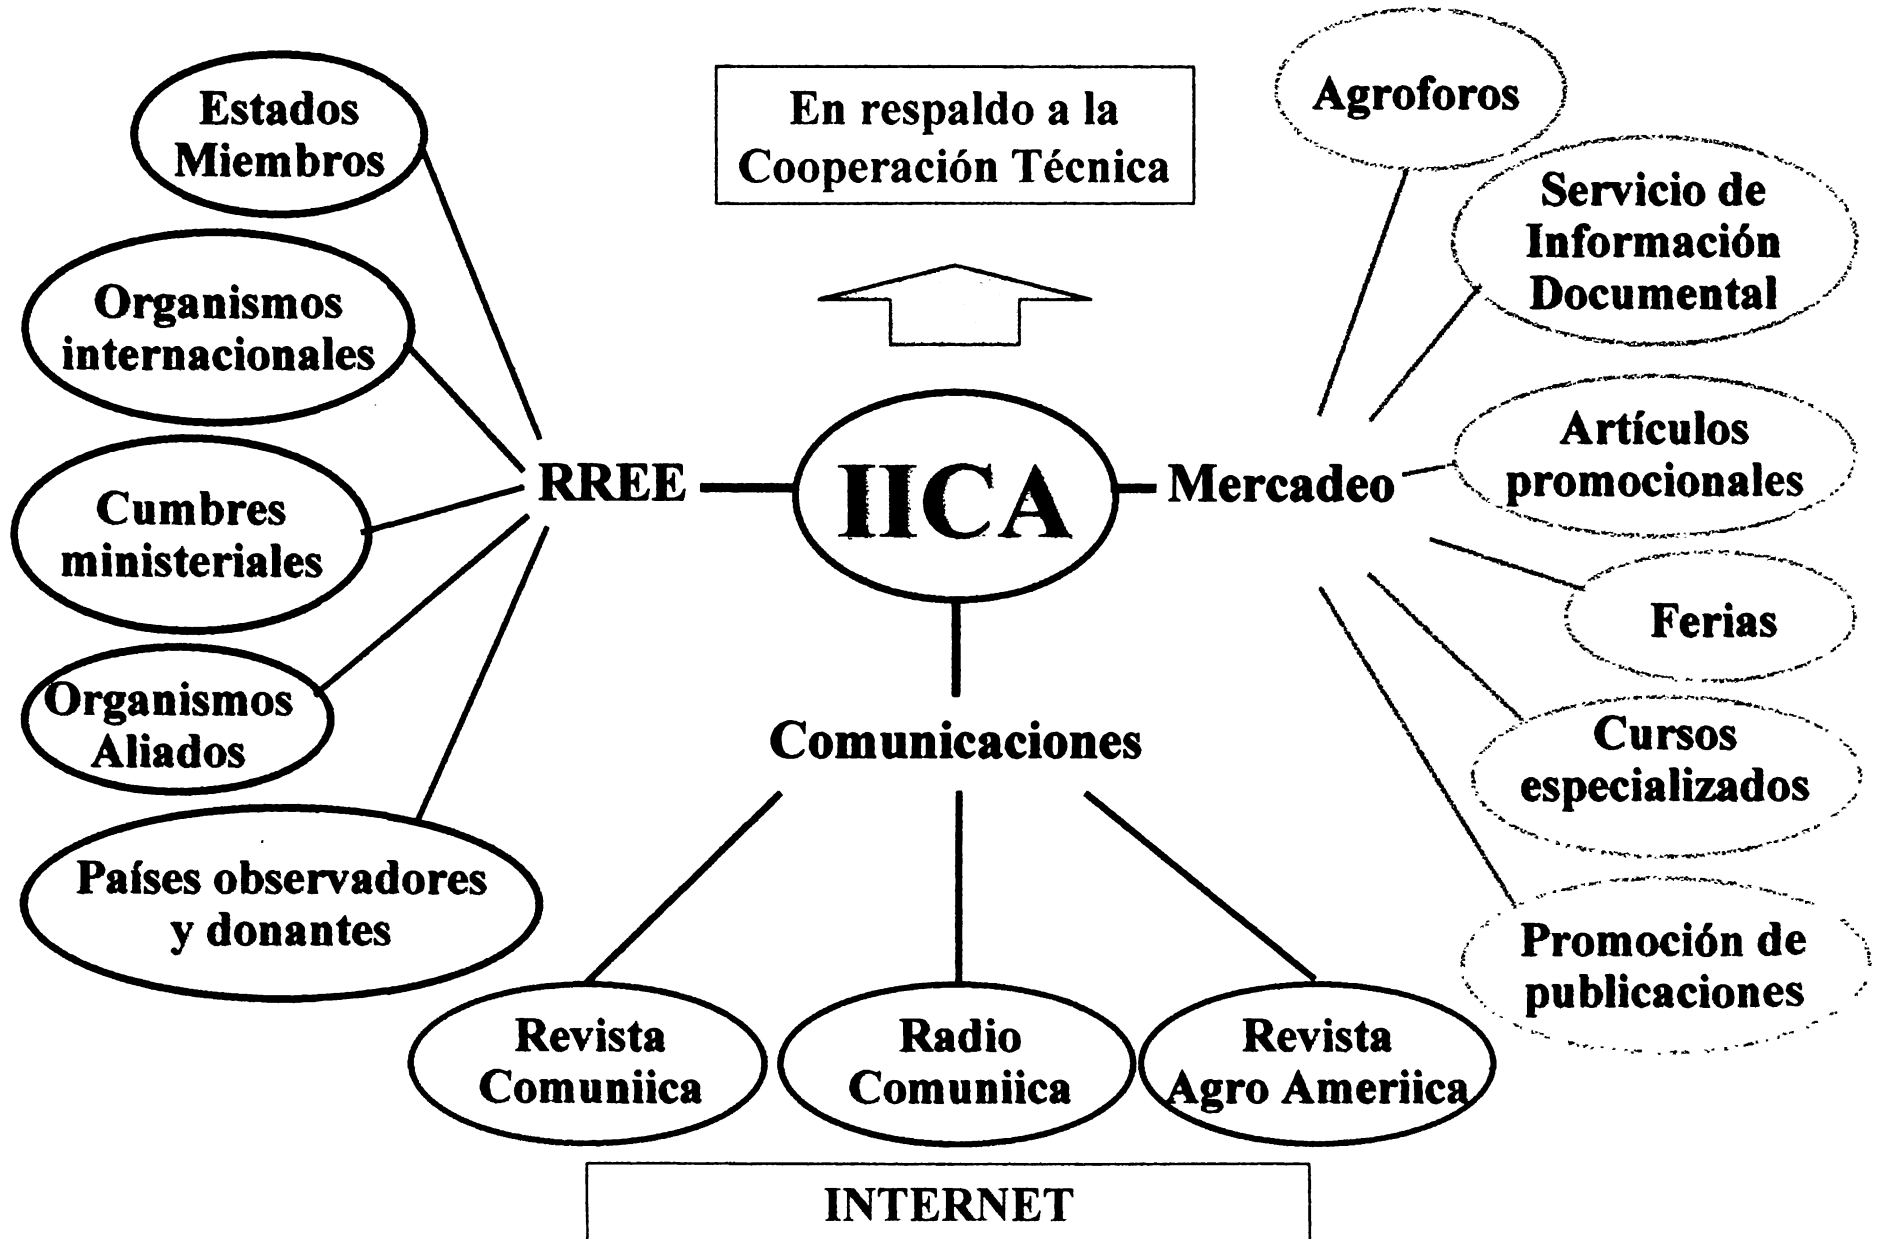 En respaldo a la
Cooperación Técnica
Estados
Miembros
Organismos
internacionales
Cumbres
ministeriales
Organismos
Aliados
Países observadores
y donantes
RREE
IICA
Mercadeo
Agroforos
Servicio de
Información
Documental
Artículos
promocionales
Ferias
Cursos
especializados
Promoción de
publicaciones
Comunicaciones
Revista
Comuniica
Radio
Comuniica
Revista
Agro Ameriica
INTERNET